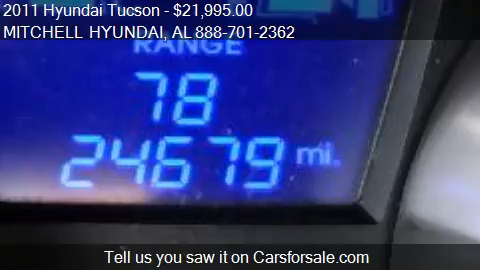 2011 Hyundai Tucson - $21,995.00
MITCHELL HYUNDAI, AL 888-701-2362
RANGE
78
24679 mi.
Tell us you saw it on Carsforsale.com